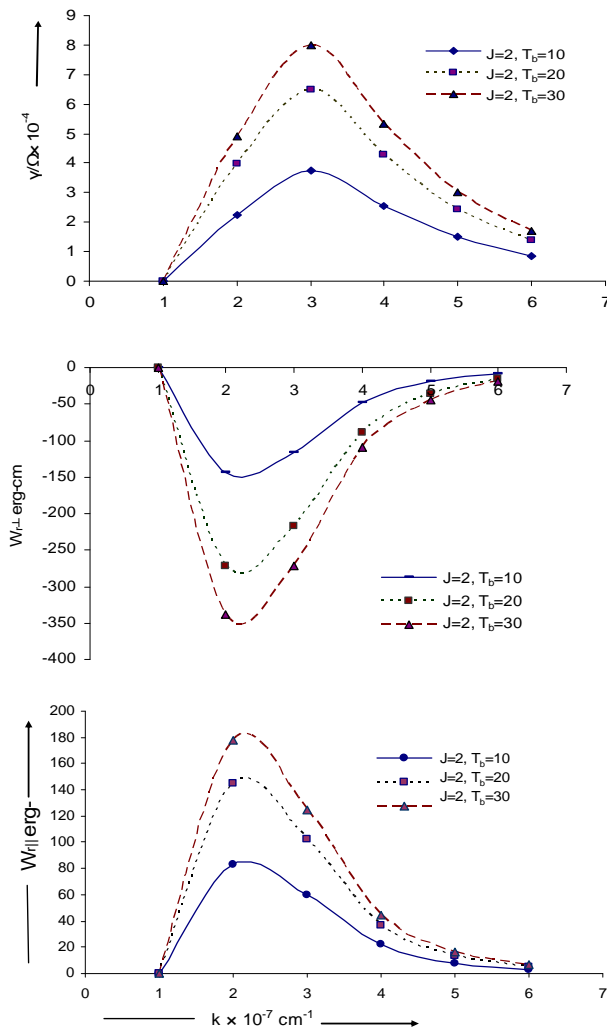 9
8
7
6
5
4
3
2
1
0
γ/Ω× 10⁻⁴
J=2, T_b=10
J=2, T_b=20
J=2, T_b=30
0 1 2 3 4 5 6 7
0
-50
-100
-150
-200
-250
-300
-350
-400
W_r⊥ erg-cm
0 1 2 3 4 5 6 7
J=2, T_b=10
J=2, T_b=20
J=2, T_b=30
200
180
160
140
120
100
80
60
40
20
0
W_r|| erg-
J=2, T_b=10
J=2, T_b=20
J=2, T_b=30
0 1 2 3 4 5 6 7
k × 10⁻⁷ cm⁻¹